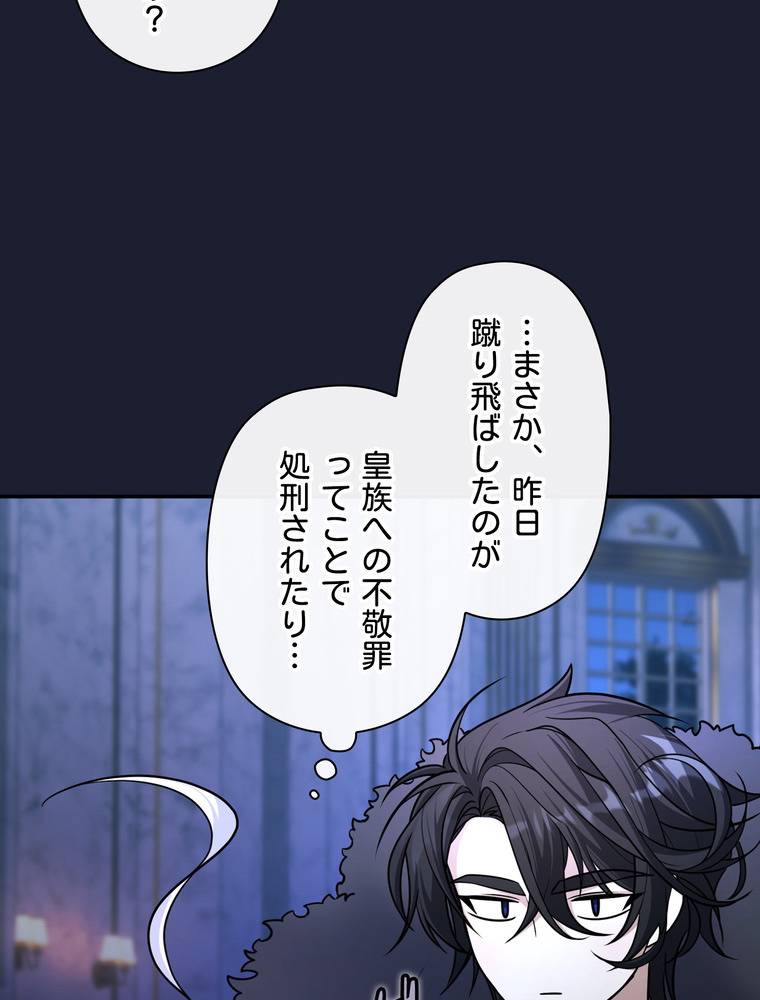 ？
…まさか、昨日
蹴り飛ばしたのが
皇族への不敬罪
ってことで
処刑されたり…